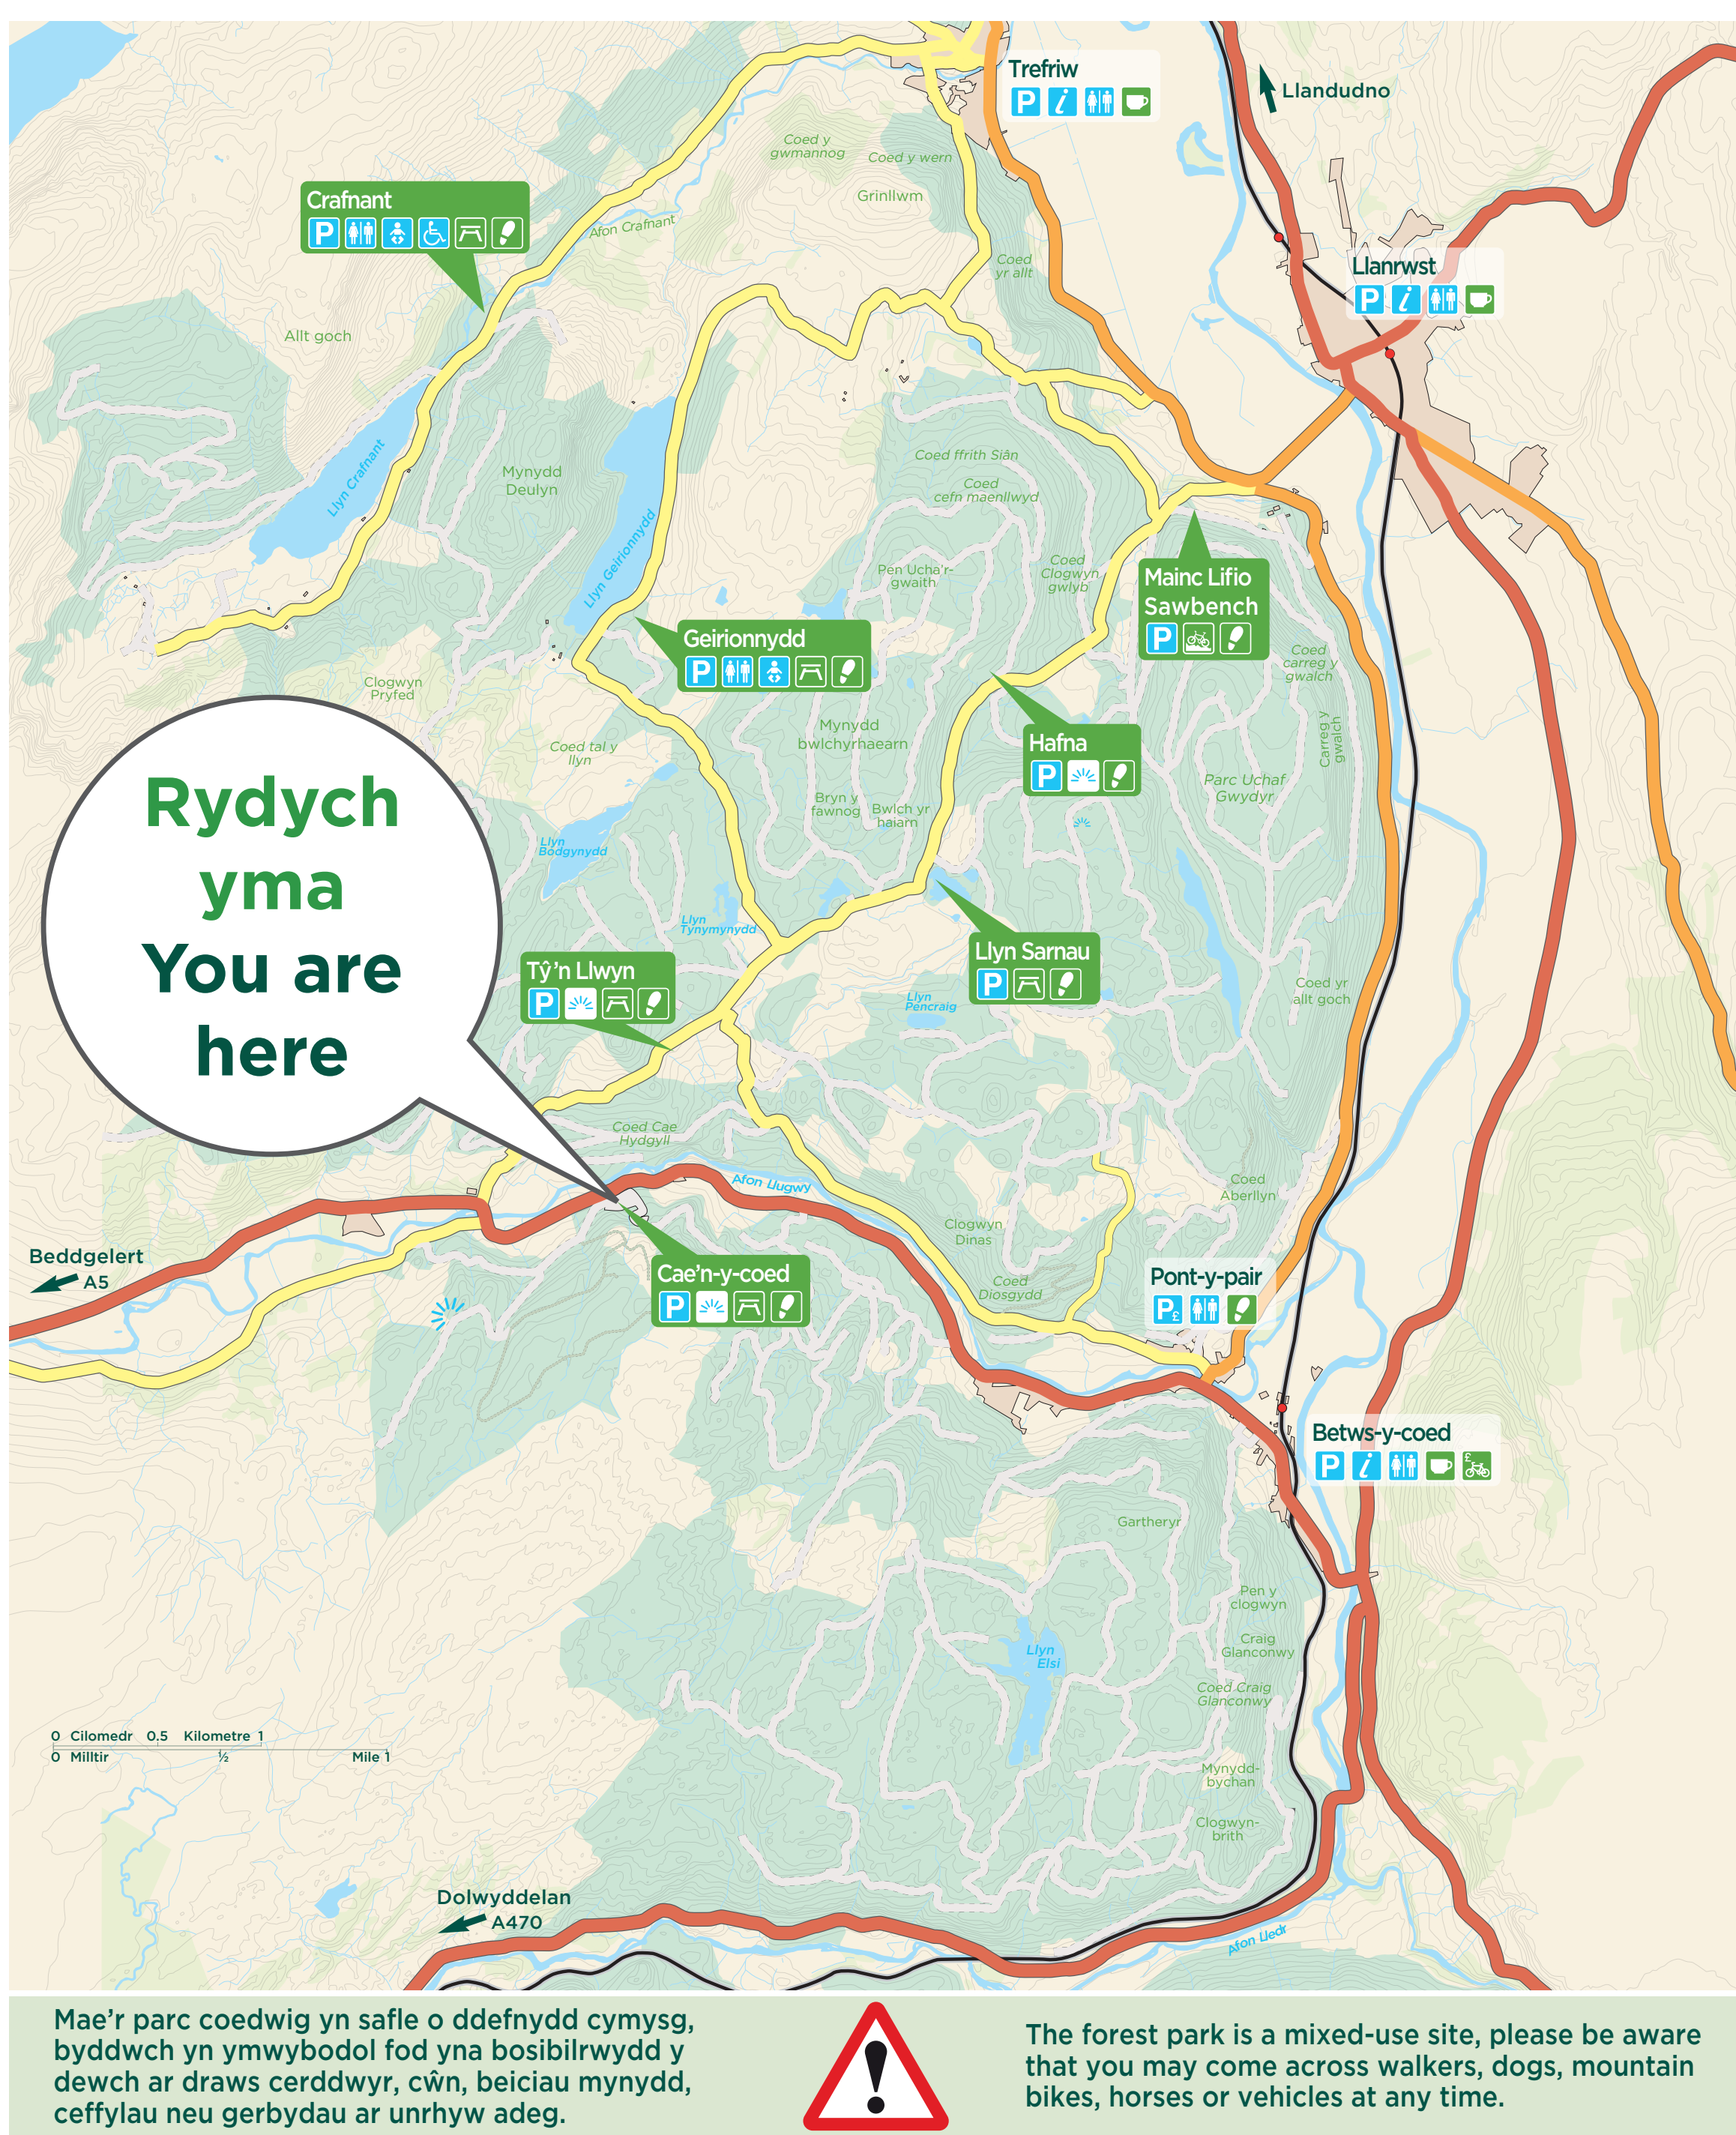 Trefriw
P i
Llandudno
Coed y
gwmannog
Coed y wern
Grinllwm
Crafnant
P
Afon Crafnant
Coed
yr allt
Llanrwst
P i
Allt goch
Llyn Crafnant
Mynydd
Deulyn
Coed ffrith Siân
Coed
cefn maenllwyd
Llyn Geirionnydd
Pen Ucha'r-
gwaith
Coed
Clogwyn
gwlyb
Mainc Lifio
Sawbench
P
Geirionnydd
P
Coed
carreg y
gwalch
Clogwyn
Pryfed
Carreg y
gwalch
Mynydd
bwlchyrhaearn
Hafna
P
Coed tal y
llyn
Parc Uchaf
Gwydyr
Bryn y
fawnog
Bwlch yr
haiarn
Rydych
yma
You are
here
Llyn
Bodgynydd
Llyn
Tynymynydd
Llyn Sarnau
P
Tŷ'n Llwyn
P
Llyn
Pencraig
Coed yr
allt goch
Coed Cae
Hydgyll
Afon Llugwy
Coed
Aberllyn
Clogwyn
Dinas
Beddgelert
A5
Cae'n-y-coed
P
Coed
Diosgydd
Pont-y-pair
P£
Betws-y-coed
P i £
Gartheryr
Pen y
clogwyn
Craig
Glanconwy
Llyn
Elsi
Coed Craig
Glanconwy
0 Cilomedr 0.5 Kilometre 1
0 Milltir ½ Mile 1
Mynydd-
bychan
Clogwyn-
brith
Dolwyddelan
A470
Afon Lledr
Mae'r parc coedwig yn safle o ddefnydd cymysg,
byddwch yn ymwybodol fod yna bosibilrwydd y
dewch ar draws cerddwyr, cŵn, beiciau mynydd,
ceffylau neu gerbydau ar unrhyw adeg.
The forest park is a mixed-use site, please be aware
that you may come across walkers, dogs, mountain
bikes, horses or vehicles at any time.